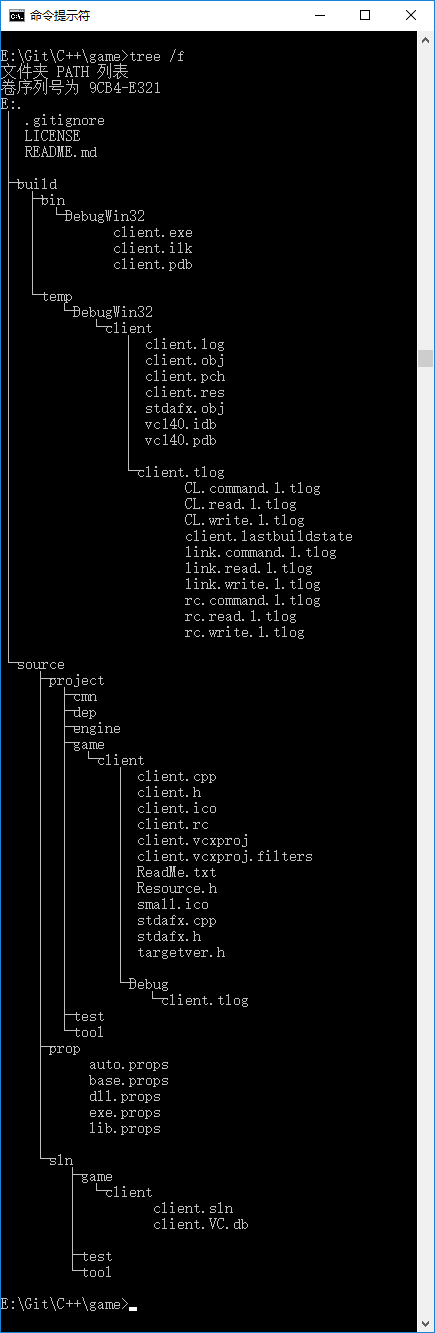 命令提示符
E:\Git\C++\game>tree /f
文件夹 PATH 列表
卷序列号为 9CB4-E321
E:.
.gitignore
LICENSE
README.md
build
bin
DebugWin32
client.exe
client.ilk
client.pdb
temp
DebugWin32
client
client.log
client.obj
client.pch
client.res
stdafx.obj
vc140.idb
vc140.pdb
client.tlog
CL.command.1.tlog
CL.read.1.tlog
CL.write.1.tlog
client.lastbuildstate
link.command.1.tlog
link.read.1.tlog
link.write.1.tlog
rc.command.1.tlog
rc.read.1.tlog
rc.write.1.tlog
source
project
cmn
dep
engine
game
client
client.cpp
client.h
client.ico
client.rc
client.vcxproj
client.vcxproj.filters
ReadMe.txt
Resource.h
small.ico
stdafx.cpp
stdafx.h
targetver.h
Debug
client.tlog
test
tool
prop
auto.props
base.props
dll.props
exe.props
lib.props
sln
game
client
client.sln
client.VC.db
test
tool
E:\Git\C++\game>